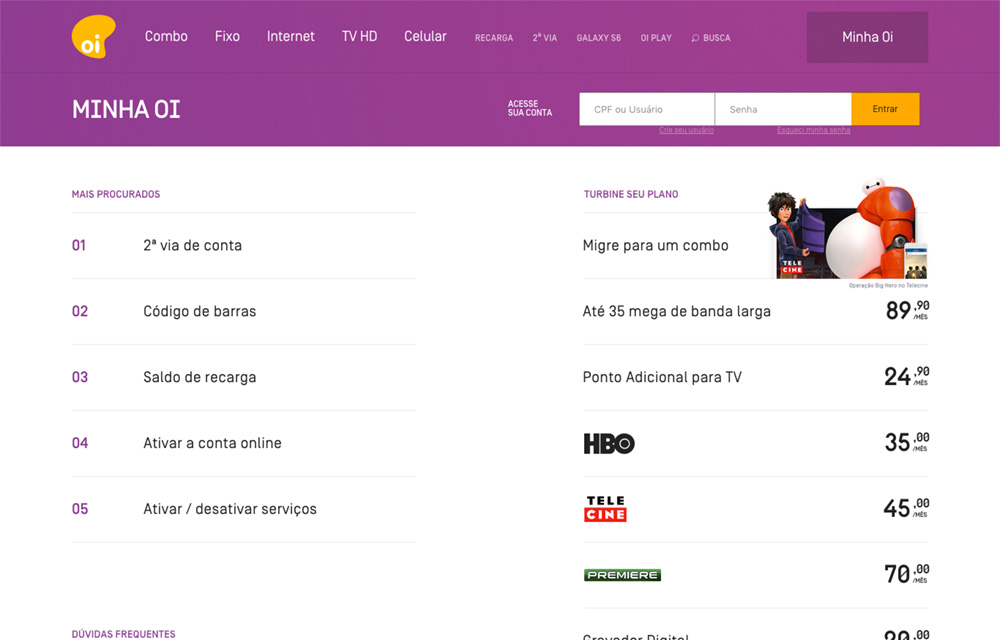 oi
Combo
Fixo
Internet
TV HD
Celular
RECARGA
2ª VIA
GALAXY S6
OI PLAY
BUSCA
Minha Oi
MINHA OI
ACESSE
SUA CONTA
CPF ou Usuário
Senha
Entrar
Crie seu usuário
Esqueci minha senha
MAIS PROCURADOS
01 2ª via de conta
02 Código de barras
03 Saldo de recarga
04 Ativar a conta online
05 Ativar / desativar serviços
DÚVIDAS FREQUENTES
TURBINE SEU PLANO
Migre para um combo
TELE
CINE
Operação Big Hero no Telecine
Até 35 mega de banda larga 89,90 /MÊS
Ponto Adicional para TV 24,90 /MÊS
HBO 35,00 /MÊS
TELE
CINE 45,00 /MÊS
PREMIERE 70,00 /MÊS
Gravador Digital 20,00